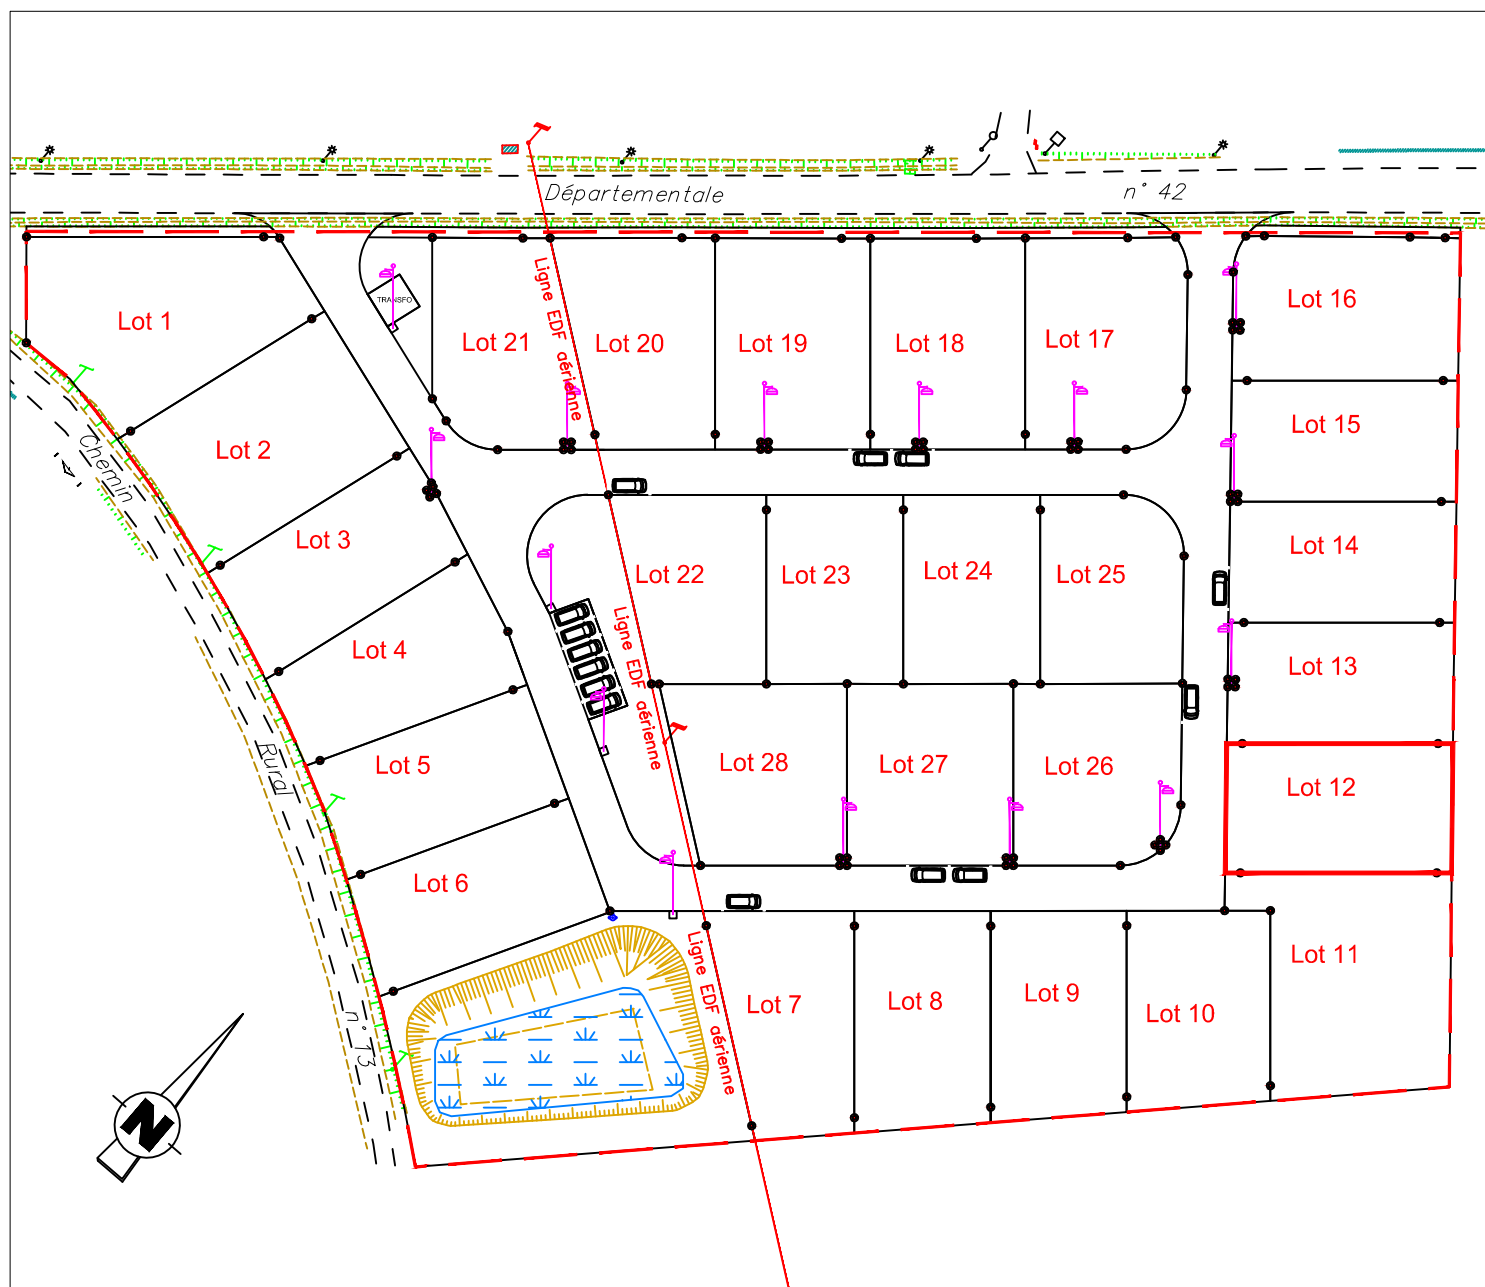 Départementale
n° 42
Ligne EDF aérienne
TRANSFO
Lot 1
Lot 21
Lot 20
Lot 19
Lot 18
Lot 17
Lot 16
Lot 15
Lot 2
Chemin
Lot 3
Lot 22
Lot 23
Lot 24
Lot 25
Lot 14
Ligne EDF aérienne
Lot 4
Lot 13
Rural
Lot 5
Lot 28
Lot 27
Lot 26
Lot 12
Lot 6
Ligne EDF aérienne
Lot 7
Lot 8
Lot 9
Lot 10
Lot 11
n° 13
N